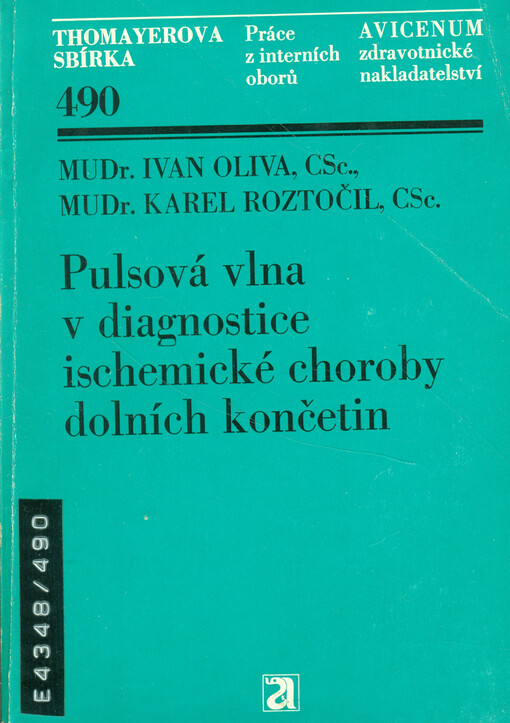 THOMAYEROVA
SBÍRKA
490
Práce
z interních
oborů
AVICENUM
zdravotnické
nakladatelství
MUDr. IVAN OLIVA, CSc.,
MUDr. KAREL ROZTOČIL, CSc.
Pulsová vlna
v diagnostice
ischemické choroby
dolních končetin
E4348/490
a